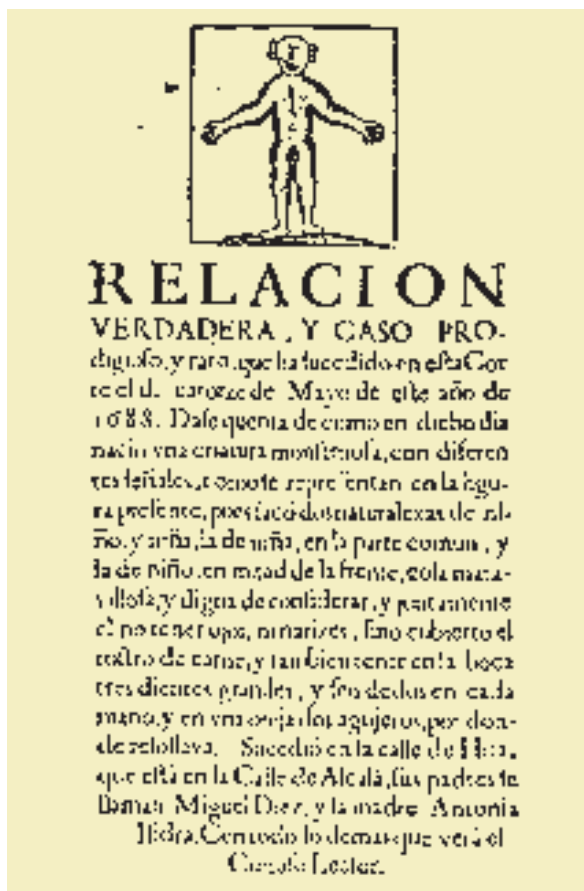 RELACION
VERDADERA, Y CASO PRO-
digioso, y raro, que ha sucedido en esta Cor
te el dia catorze de Mayo de este año de
1688. Dase quenta de como en dicho dia
nació vna criatura monstruosa, con diferen
tes señales, como se representan en la figu-
ra presente, pues sacó dos naturalezas de ni-
ño, y niña, la de niña, en la parte comun, y
la de niño, en mitad de la frente, cosa mara-
villosa, y digna de considerar, y juntamente
el no tener ojos, ni narizes, sino cubierto el
rostro de carne, y tambien tener en la boca
tres dientes grandes, y seis dedos en cada
mano, y en vna oreja dos agujeros, por don-
de resollava. Sucedió en la calle de
que està en la Calle de Alcalà, sus padres se
llaman Miguel Diez, y la madre Antonia
Con todo lo demas que verà el
Curioso Lector.